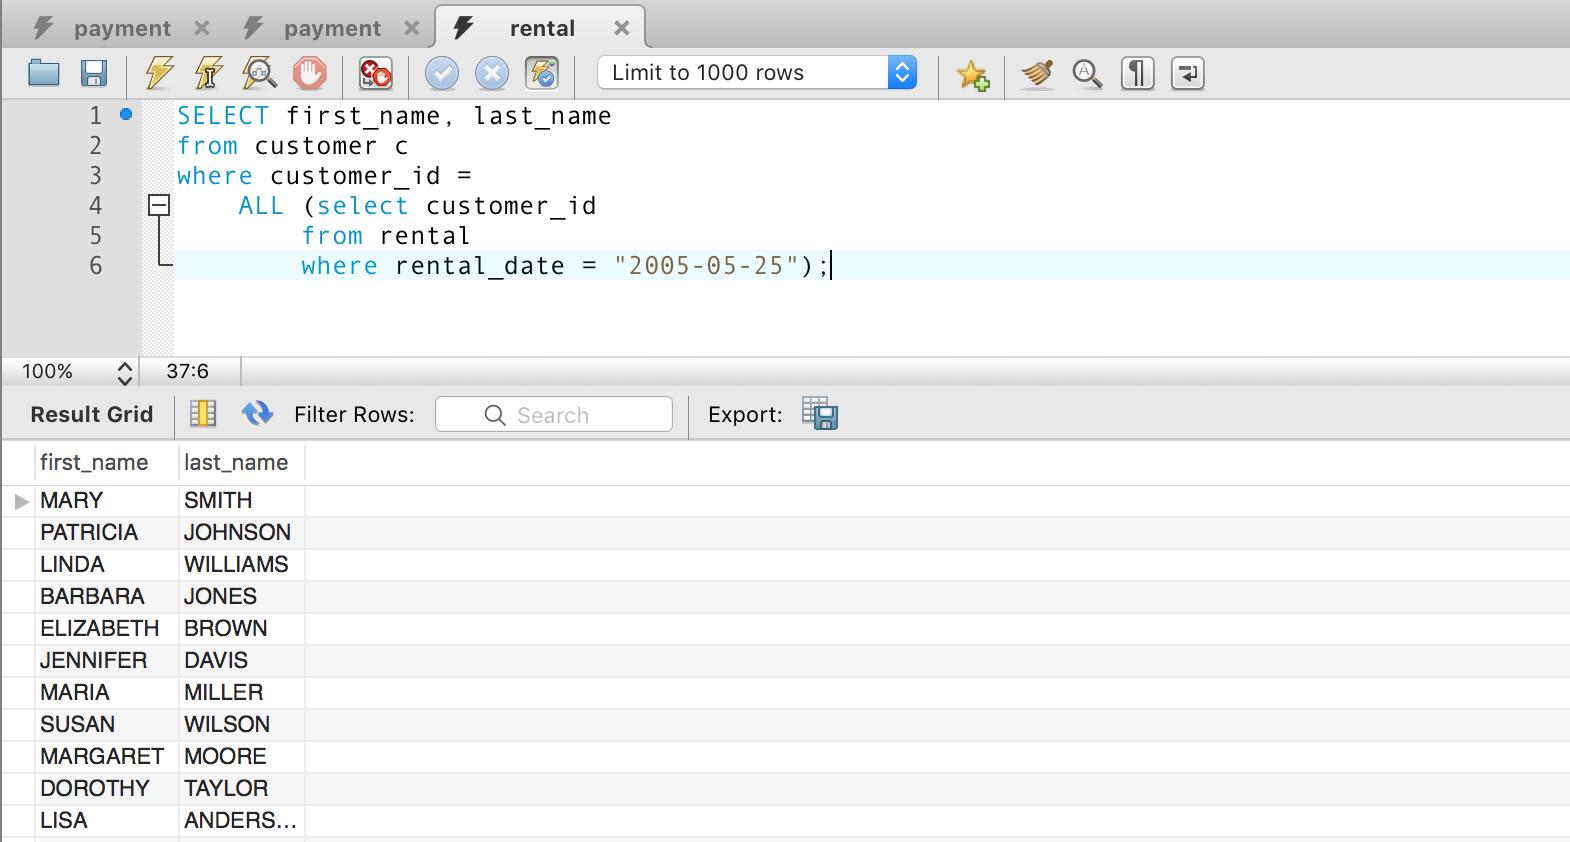 payment payment rental
Limit to 1000 rows
1 SELECT first_name, last_name
2 from customer c
3 where customer_id =
4 ALL (select customer_id
5 from rental
6 where rental_date = "2005-05-25");
100% 37:6
Result Grid Filter Rows: Search Export:
first_name last_name
MARY SMITH
PATRICIA JOHNSON
LINDA WILLIAMS
BARBARA JONES
ELIZABETH BROWN
JENNIFER DAVIS
MARIA MILLER
SUSAN WILSON
MARGARET MOORE
DOROTHY TAYLOR
LISA ANDERS...